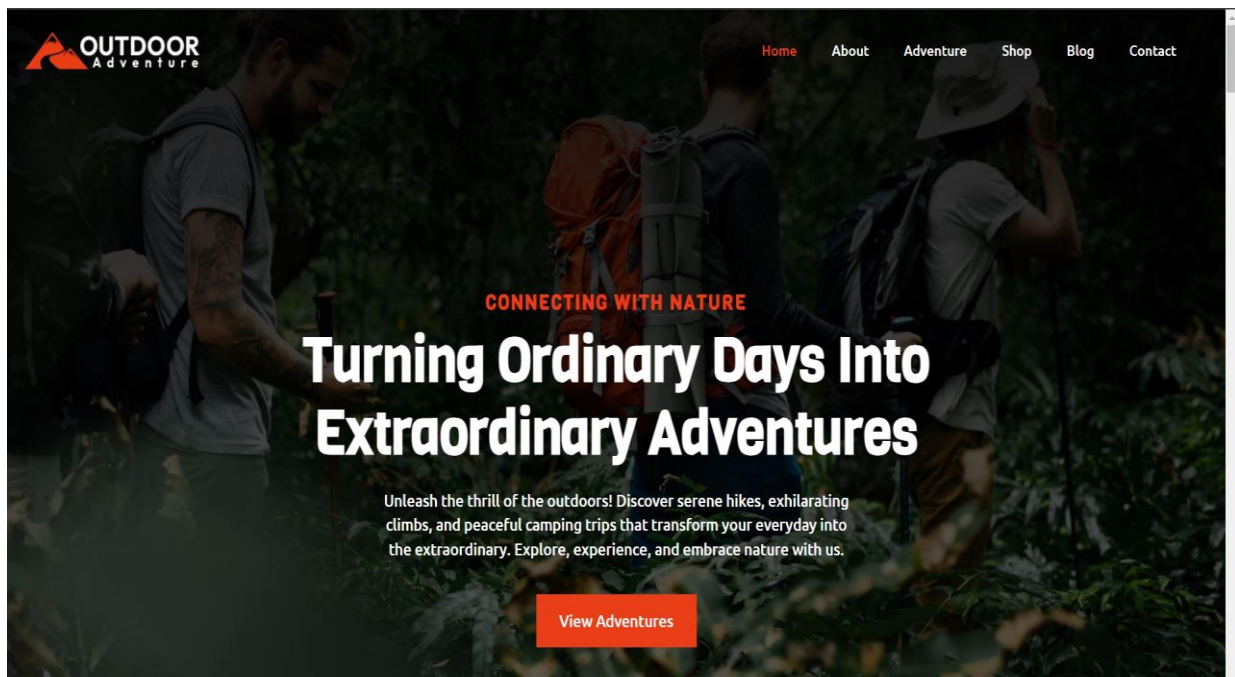 OUTDOOR
Adventure
Home About Adventure Shop Blog Contact
CONNECTING WITH NATURE
Turning Ordinary Days Into
Extraordinary Adventures
Unleash the thrill of the outdoors! Discover serene hikes, exhilarating
climbs, and peaceful camping trips that transform your everyday into
the extraordinary. Explore, experience, and embrace nature with us.
View Adventures